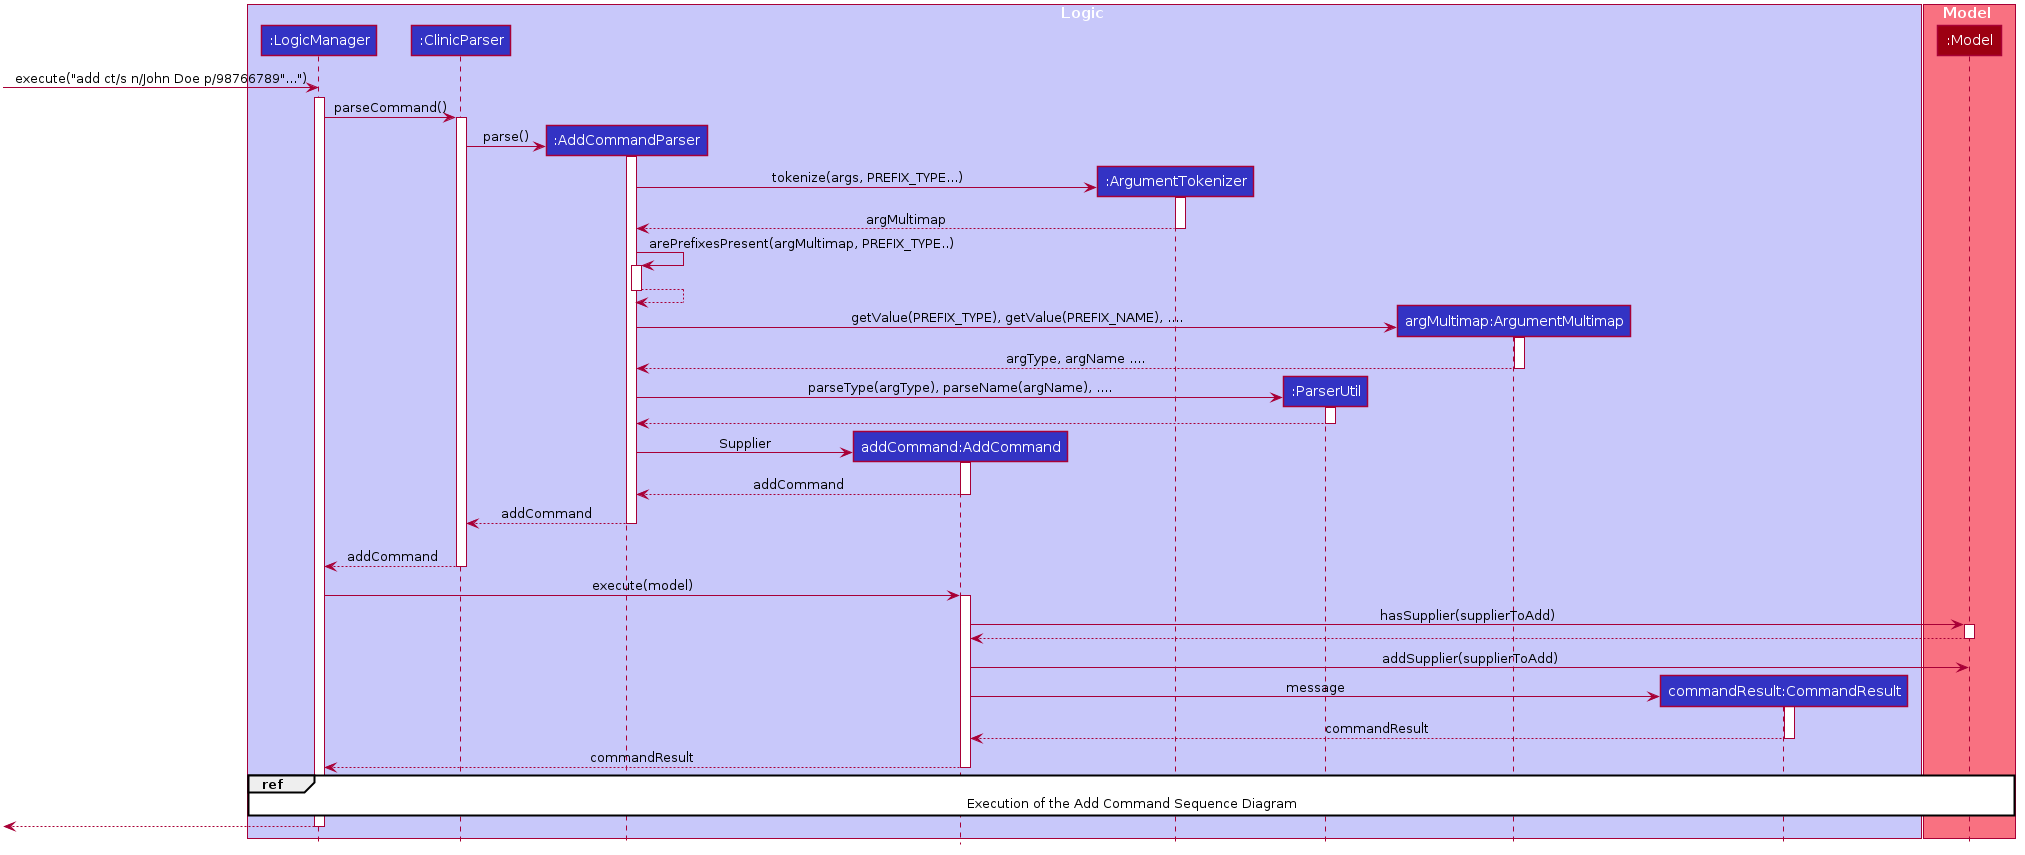 Logic
Model
:LogicManager
:ClinicParser
:Model
execute("add ct/s n/John Doe p/98766789"...")
parseCommand()
parse()
:AddCommandParser
tokenize(args, PREFIX_TYPE...)
:ArgumentTokenizer
argMultimap
arePrefixesPresent(argMultimap, PREFIX_TYPE..)
getValue(PREFIX_TYPE), getValue(PREFIX_NAME), ....
argMultimap:ArgumentMultimap
argType, argName ....
parseType(argType), parseName(argName), ....
:ParserUtil
Supplier
addCommand:AddCommand
addCommand
addCommand
addCommand
execute(model)
hasSupplier(supplierToAdd)
addSupplier(supplierToAdd)
message
commandResult:CommandResult
commandResult
commandResult
ref
Execution of the Add Command Sequence Diagram